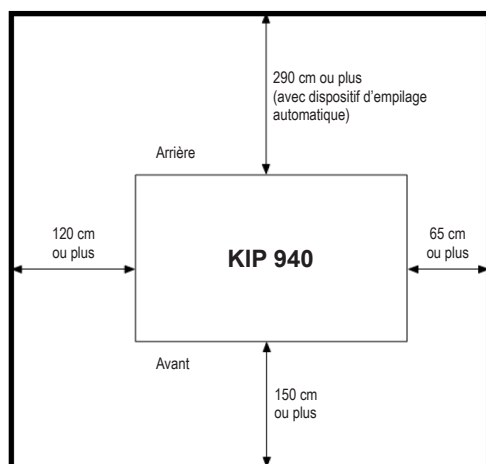 290 cm ou plus
(avec dispositif d’empilage
automatique)
Arrière
120 cm
ou plus
KIP 940
65 cm
ou plus
Avant
150 cm
ou plus